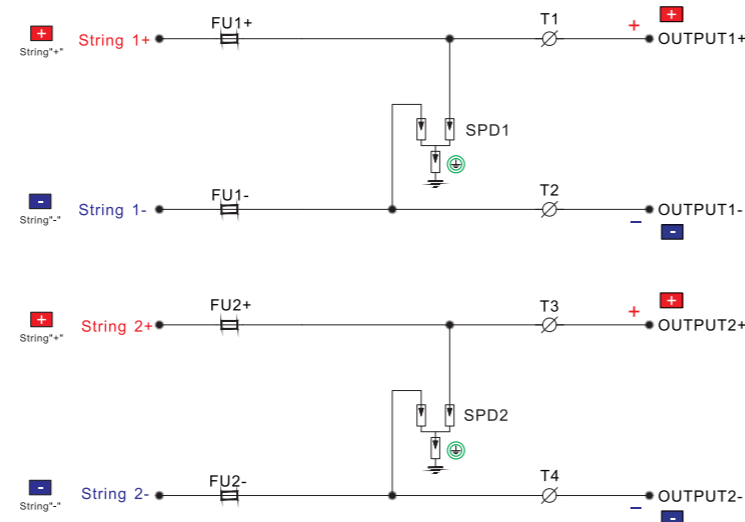 FU1+ T1 + +
+ String 1+ OUTPUT1+
String"+"
SPD1
- FU1- T2
String 1- OUTPUT1-
String"-" – -
FU2+ T3 + +
+ String 2+ OUTPUT2+
String"+"
SPD2
- FU2- T4
String 2- OUTPUT2-
String"-" – -